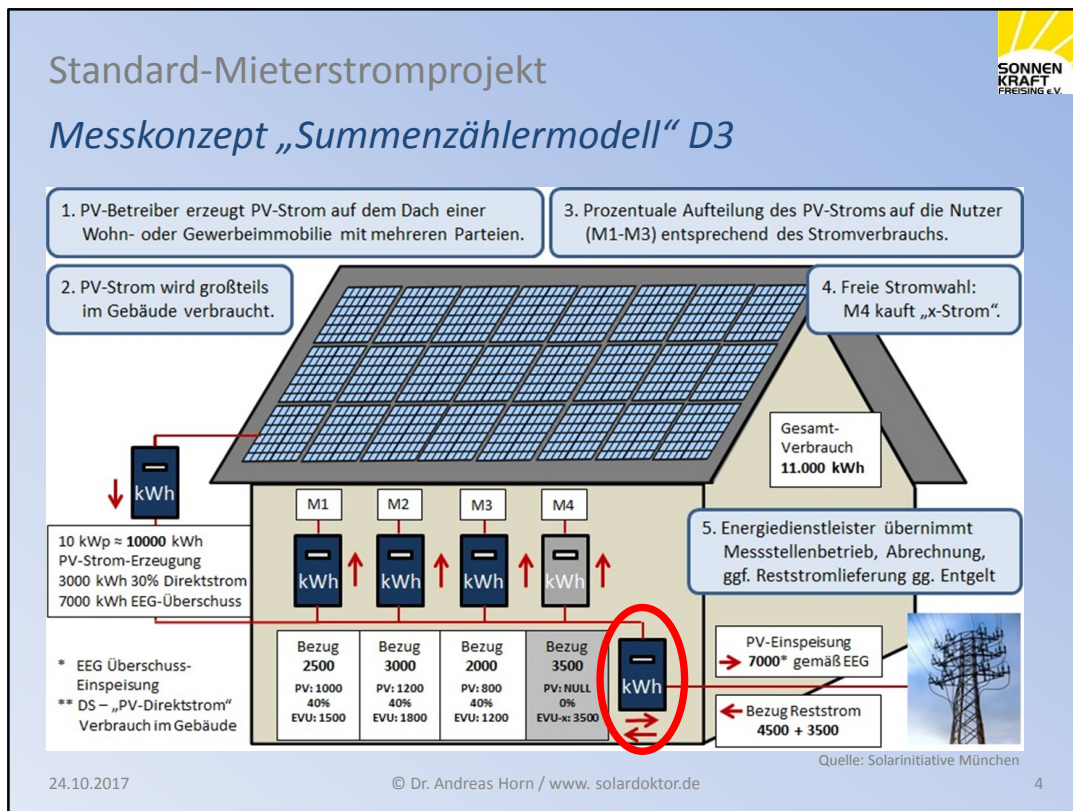 Standard-Mieterstromprojekt
SONNEN
KRAFT
FREISING e.V.
Messkonzept „Summenzählermodell“ D3
1. PV-Betreiber erzeugt PV-Strom auf dem Dach einer
Wohn- oder Gewerbeimmobilie mit mehreren Parteien.
3. Prozentuale Aufteilung des PV-Stroms auf die Nutzer
(M1-M3) entsprechend des Stromverbrauchs.
2. PV-Strom wird großteils
im Gebäude verbraucht.
4. Freie Stromwahl:
M4 kauft „x-Strom“.
Gesamt-
Verbrauch
11.000 kWh
kWh
10 kWp ≈ 10000 kWh
PV-Strom-Erzeugung
3000 kWh 30% Direktstrom
7000 kWh EEG-Überschuss
M1
M2
M3
M4
kWh
kWh
kWh
kWh
5. Energiedienstleister übernimmt
Messstellenbetrieb, Abrechnung,
ggf. Reststromlieferung gg. Entgelt
* EEG Überschuss-
Einspeisung
** DS – „PV-Direktstrom“
Verbrauch im Gebäude
Bezug
2500
PV: 1000
40%
EVU: 1500
Bezug
3000
PV: 1200
40%
EVU: 1800
Bezug
2000
PV: 800
40%
EVU: 1200
Bezug
3500
PV: NULL
0%
EVU-x: 3500
kWh
PV-Einspeisung
7000* gemäß EEG
Bezug Reststrom
4500 + 3500
Quelle: Solarinitiative München
24.10.2017
© Dr. Andreas Horn / www. solardoktor.de
4